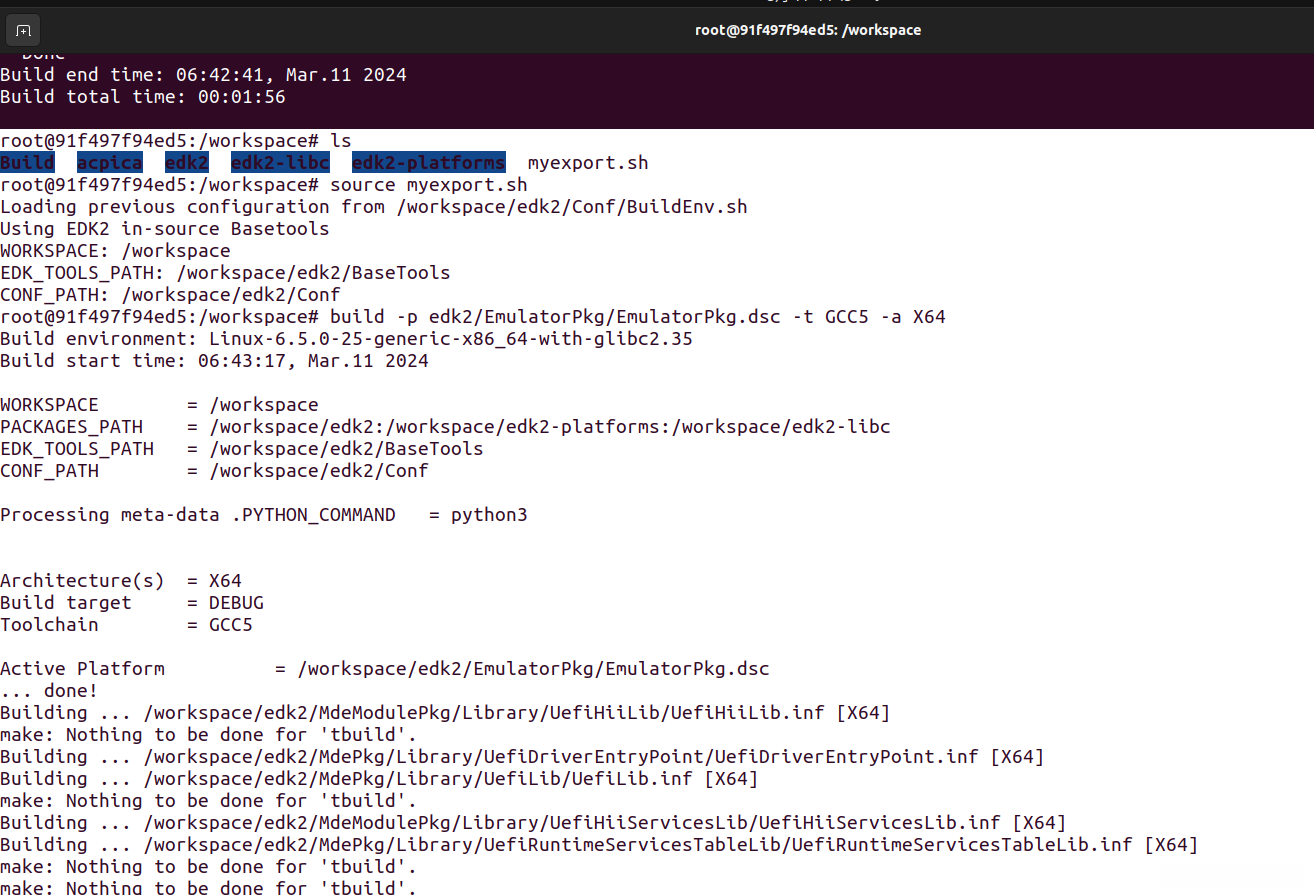 root@91f497f94ed5: /workspace
- Done -
Build end time: 06:42:41, Mar.11 2024
Build total time: 00:01:56
root@91f497f94ed5:/workspace# ls
Build  acpica  edk2  edk2-libc  edk2-platforms  myexport.sh
root@91f497f94ed5:/workspace# source myexport.sh
Loading previous configuration from /workspace/edk2/Conf/BuildEnv.sh
Using EDK2 in-source Basetools
WORKSPACE: /workspace
EDK_TOOLS_PATH: /workspace/edk2/BaseTools
CONF_PATH: /workspace/edk2/Conf
root@91f497f94ed5:/workspace# build -p edk2/EmulatorPkg/EmulatorPkg.dsc -t GCC5 -a X64
Build environment: Linux-6.5.0-25-generic-x86_64-with-glibc2.35
Build start time: 06:43:17, Mar.11 2024
WORKSPACE        = /workspace
PACKAGES_PATH    = /workspace/edk2:/workspace/edk2-platforms:/workspace/edk2-libc
EDK_TOOLS_PATH   = /workspace/edk2/BaseTools
CONF_PATH        = /workspace/edk2/Conf
Processing meta-data .PYTHON_COMMAND   = python3
Architecture(s)  = X64
Build target     = DEBUG
Toolchain        = GCC5
Active Platform          = /workspace/edk2/EmulatorPkg/EmulatorPkg.dsc
... done!
Building ... /workspace/edk2/MdeModulePkg/Library/UefiHiiLib/UefiHiiLib.inf [X64]
make: Nothing to be done for 'tbuild'.
Building ... /workspace/edk2/MdePkg/Library/UefiDriverEntryPoint/UefiDriverEntryPoint.inf [X64]
Building ... /workspace/edk2/MdePkg/Library/UefiLib/UefiLib.inf [X64]
make: Nothing to be done for 'tbuild'.
Building ... /workspace/edk2/MdeModulePkg/Library/UefiHiiServicesLib/UefiHiiServicesLib.inf [X64]
Building ... /workspace/edk2/MdePkg/Library/UefiRuntimeServicesTableLib/UefiRuntimeServicesTableLib.inf [X64]
make: Nothing to be done for 'tbuild'.
make: Nothing to be done for 'tbuild'.